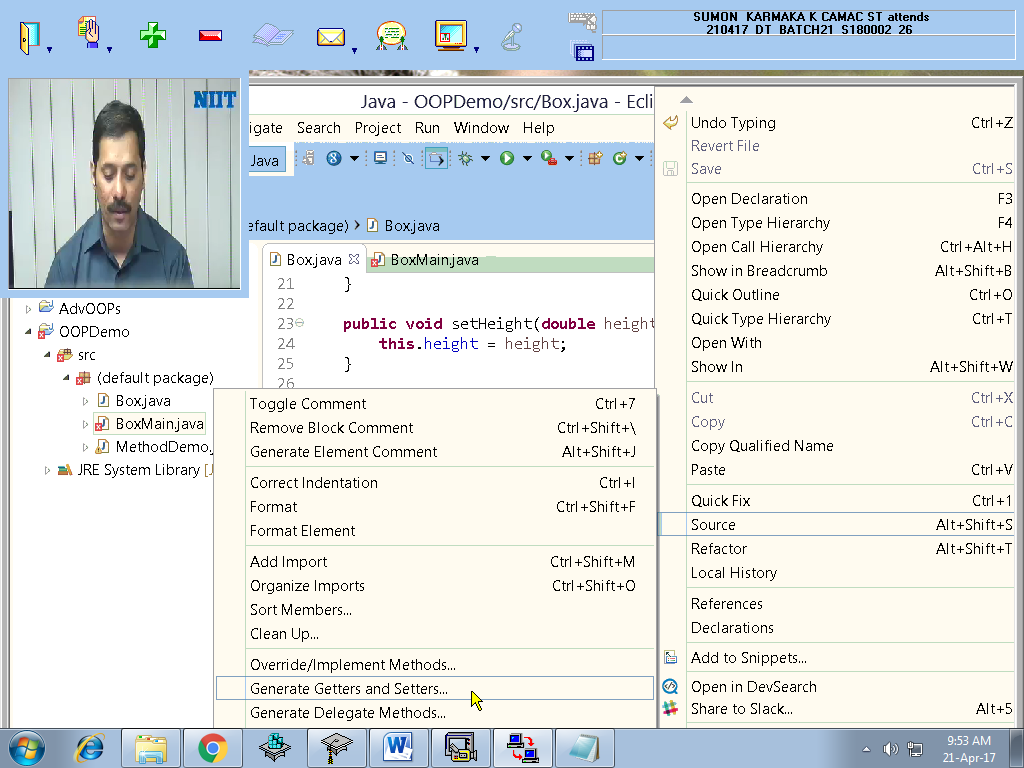 SUMON KARMAKA K CAMAC ST attends
210417_DT_BATCH21_S180002_26
NIIT
Java - OOPDemo/src/Box.java - Ecli
igate Search Project Run Window Help
Java
efault package) Box.java
Box.java BoxMain.java
21 }
22
23 public void setHeight(double height
24 this.height = height;
25 }
26
AdvOOPs
OOPDemo
src
(default package)
Box.java
BoxMain.java
MethodDemo.
JRE System Library [J
Toggle Comment Ctrl+7
Remove Block Comment Ctrl+Shift+\
Generate Element Comment Alt+Shift+J
Correct Indentation Ctrl+I
Format Ctrl+Shift+F
Format Element
Add Import Ctrl+Shift+M
Organize Imports Ctrl+Shift+O
Sort Members...
Clean Up...
Override/Implement Methods...
Generate Getters and Setters...
Generate Delegate Methods...
Undo Typing Ctrl+Z
Revert File
Save Ctrl+S
Open Declaration F3
Open Type Hierarchy F4
Open Call Hierarchy Ctrl+Alt+H
Show in Breadcrumb Alt+Shift+B
Quick Outline Ctrl+O
Quick Type Hierarchy Ctrl+T
Open With
Show In Alt+Shift+W
Cut Ctrl+X
Copy Ctrl+C
Copy Qualified Name
Paste Ctrl+V
Quick Fix Ctrl+1
Source Alt+Shift+S
Refactor Alt+Shift+T
Local History
References
Declarations
Add to Snippets...
Open in DevSearch
Share to Slack... Alt+5
9:53 AM
21-Apr-17